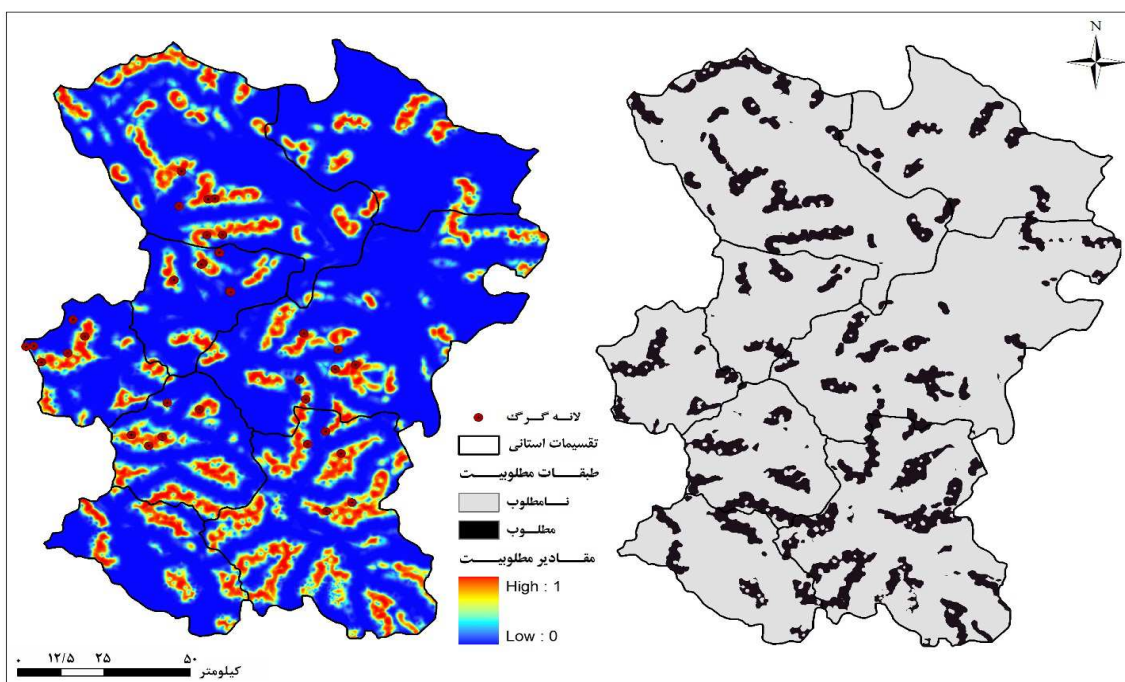 N
لانه گرگ
تقسیمات استانی
طبقات مطلوبیت
نامطلوب
مطلوب
مقادیر مطلوبیت
High : 1
Low : 0
۰ ۱۲/۵ ۲۵ ۵۰
کیلومتر